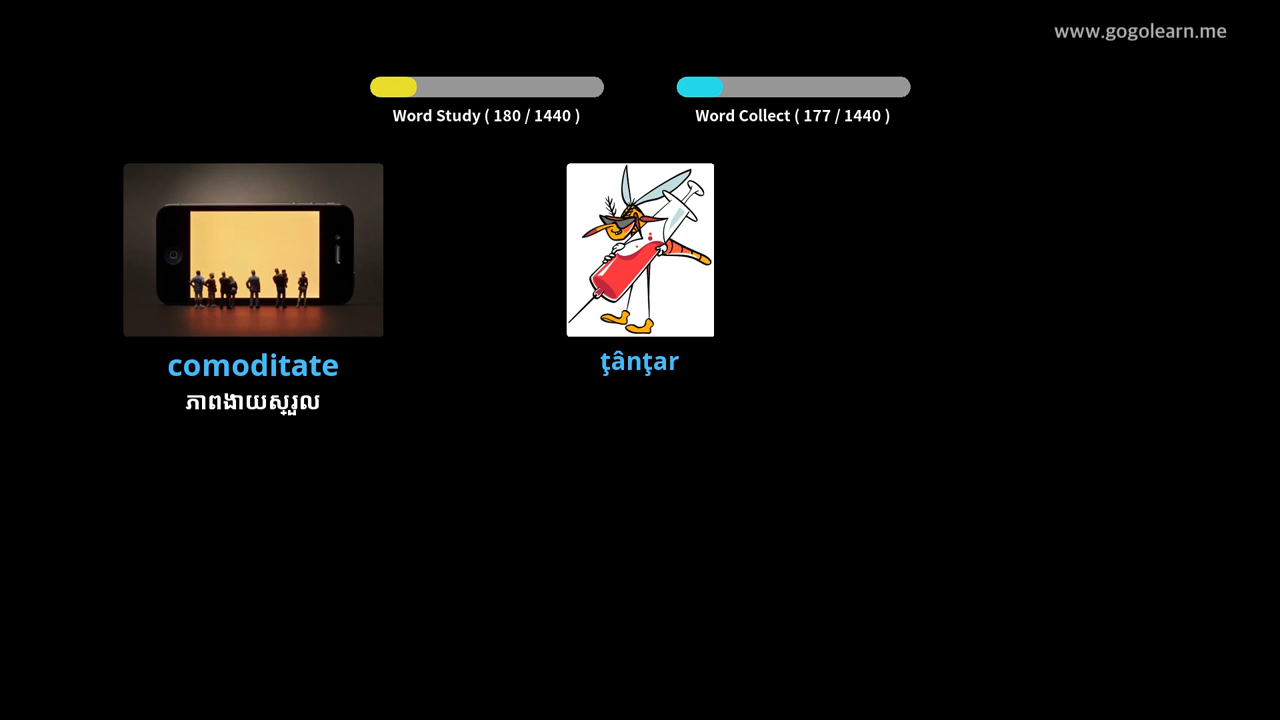 www.gogolearn.me
Word Study ( 180 / 1440 )
Word Collect ( 177 / 1440 )
comoditate
ភាពងាយស្រួល
ţânţar